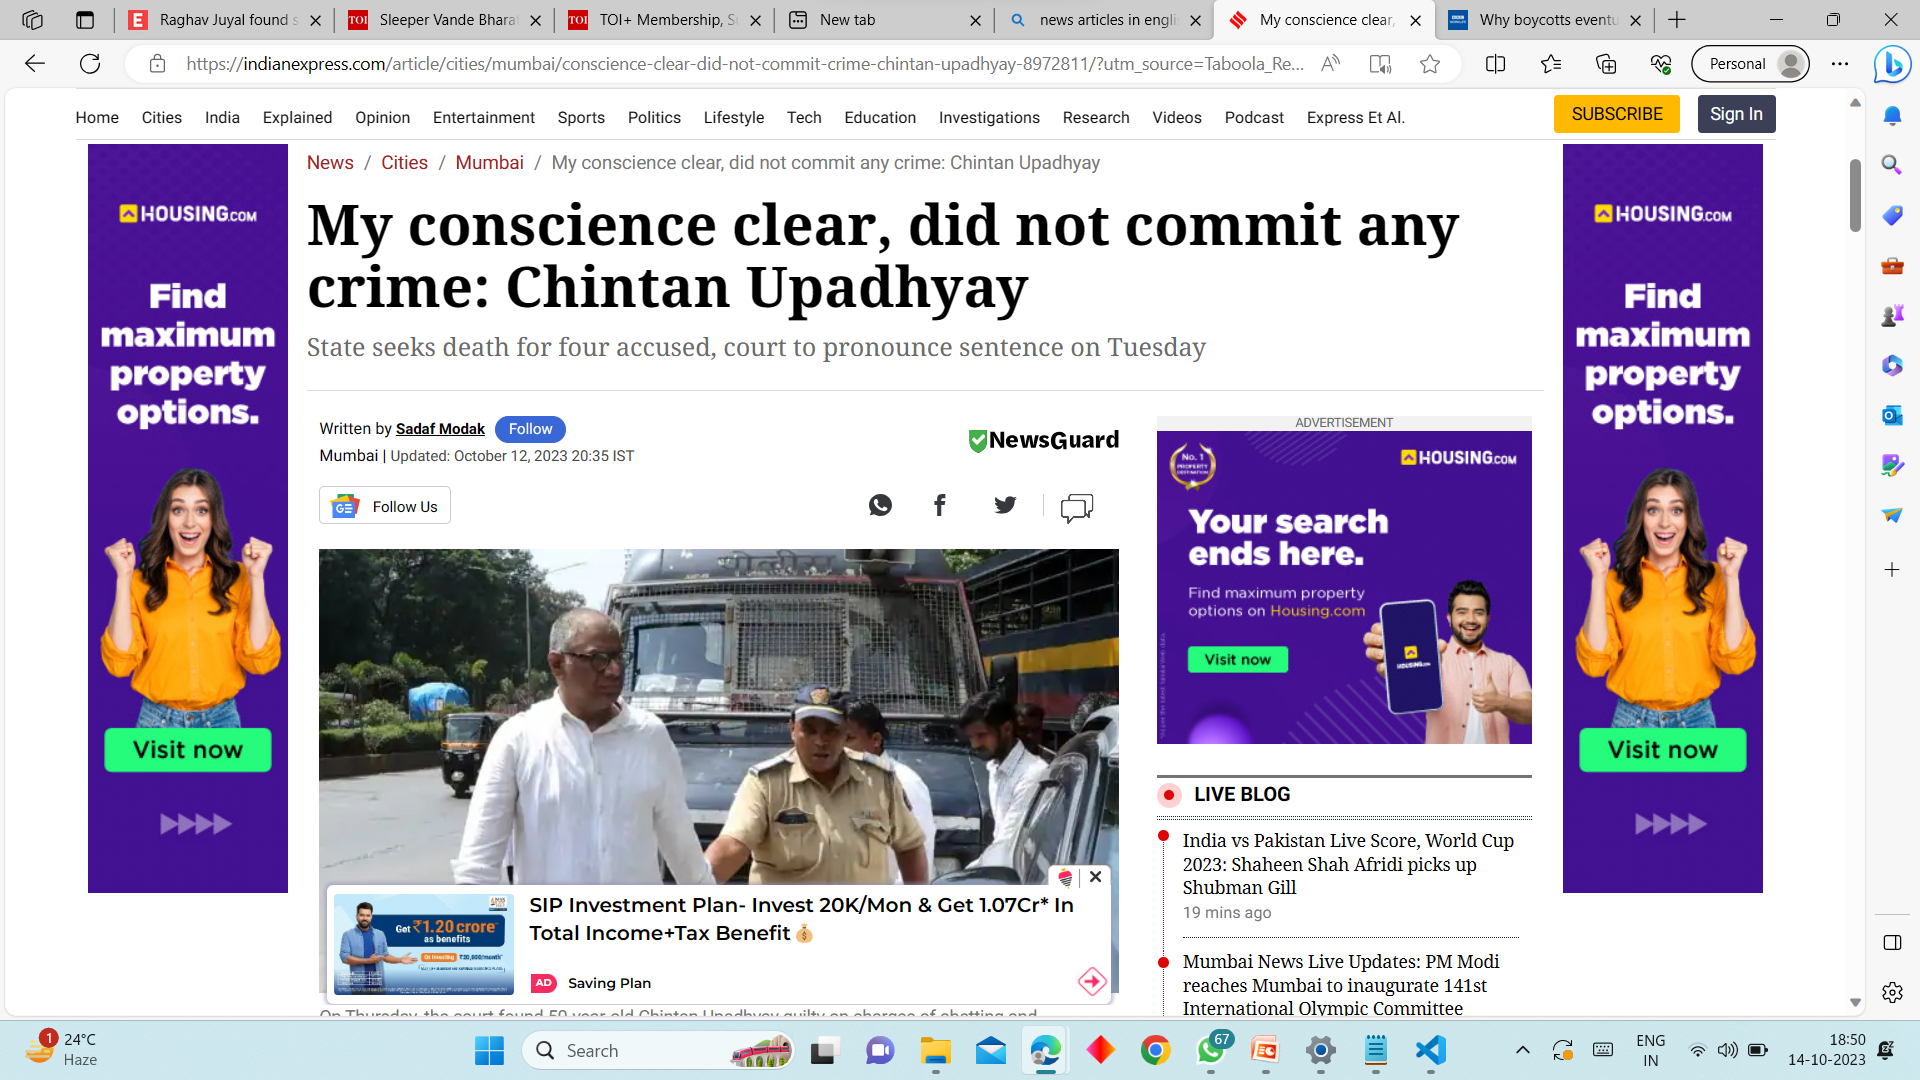 Raghav Juyal found s
Sleeper Vande Bharat
TOI+ Membership, Su
New tab
news articles in engli
My conscience clear,
Why boycotts eventu
https://indianexpress.com/article/cities/mumbai/conscience-clear-did-not-commit-crime-chintan-upadhyay-8972811/?utm_source=Taboola_Re...
Personal
Home Cities India Explained Opinion Entertainment Sports Politics Lifestyle Tech Education Investigations Research Videos Podcast Express Et Al.
SUBSCRIBE
Sign In
News / Cities / Mumbai / My conscience clear, did not commit any crime: Chintan Upadhyay
My conscience clear, did not commit any
crime: Chintan Upadhyay
State seeks death for four accused, court to pronounce sentence on Tuesday
Written by Sadaf Modak Follow
Mumbai | Updated: October 12, 2023 20:35 IST
NewsGuard
GE Follow Us
HOUSING.COM
Find
maximum
property
options.
Visit now
ADVERTISEMENT
No. 1
PROPERTY
HOUSING.COM
Your search
ends here.
Find maximum property
options on Housing.com
Visit now
HOUSING.COM
Find
maximum
property
options.
Visit now
LIVE BLOG
India vs Pakistan Live Score, World Cup
2023: Shaheen Shah Afridi picks up
Shubman Gill
19 mins ago
Mumbai News Live Updates: PM Modi
reaches Mumbai to inaugurate 141st
International Olympic Committee
Get ₹1.20 crore
as benefits
On Investing ₹20,000/month
SIP Investment Plan- Invest 20K/Mon & Get 1.07Cr* In
Total Income+Tax Benefit
AD Saving Plan
On Thursday, the court found 50-year-old Chintan Upadhyay guilty on charges of abetting and
1
24°C
Haze
Search
67
ENG
IN
18:50
14-10-2023